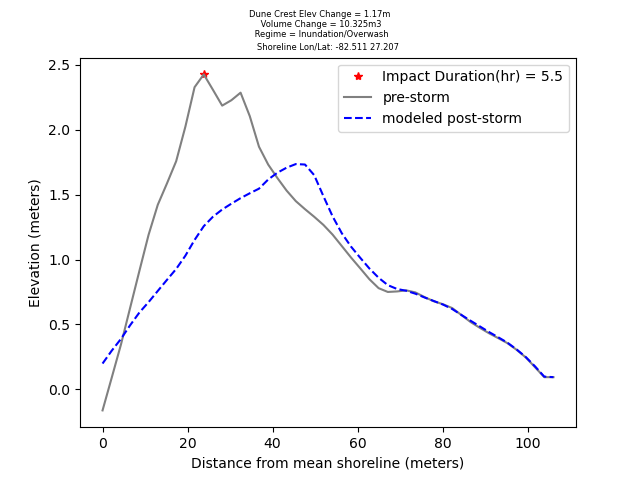 Dune Crest Elev Change = 1.17m
Volume Change = 10.325m3
Regime = Inundation/Overwash
Shoreline Lon/Lat: -82.511 27.207
Impact Duration(hr) = 5.5
pre-storm
modeled post-storm
Elevation (meters)
2.5
2.0
1.5
1.0
0.5
0.0
0 20 40 60 80 100
Distance from mean shoreline (meters)